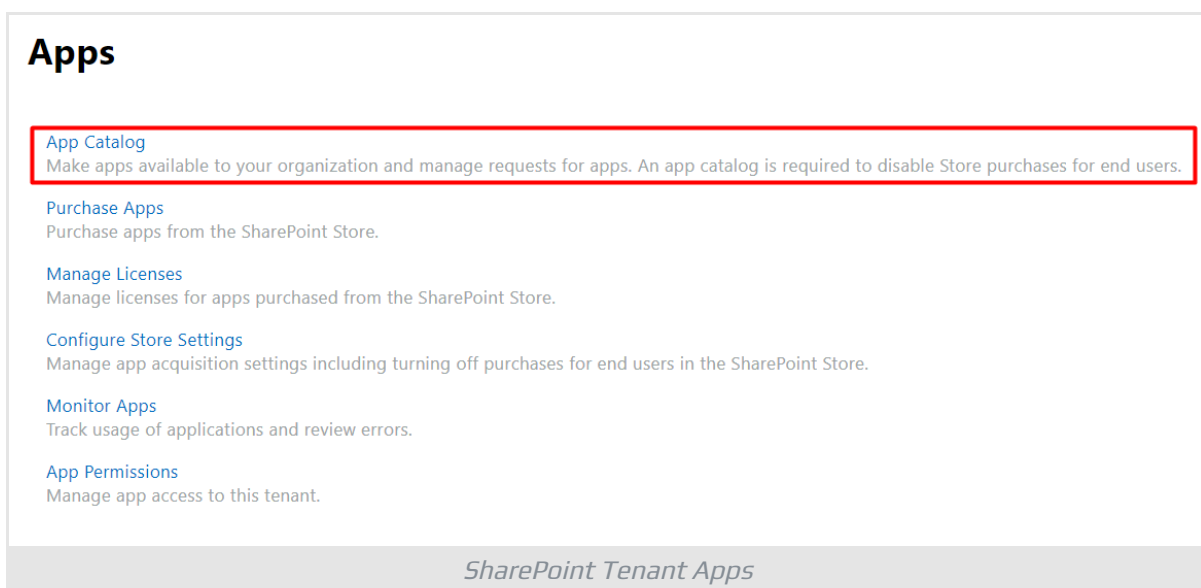 Apps
App Catalog
Make apps available to your organization and manage requests for apps. An app catalog is required to disable Store purchases for end users.
Purchase Apps
Purchase apps from the SharePoint Store.
Manage Licenses
Manage licenses for apps purchased from the SharePoint Store.
Configure Store Settings
Manage app acquisition settings including turning off purchases for end users in the SharePoint Store.
Monitor Apps
Track usage of applications and review errors.
App Permissions
Manage app access to this tenant.
SharePoint Tenant Apps